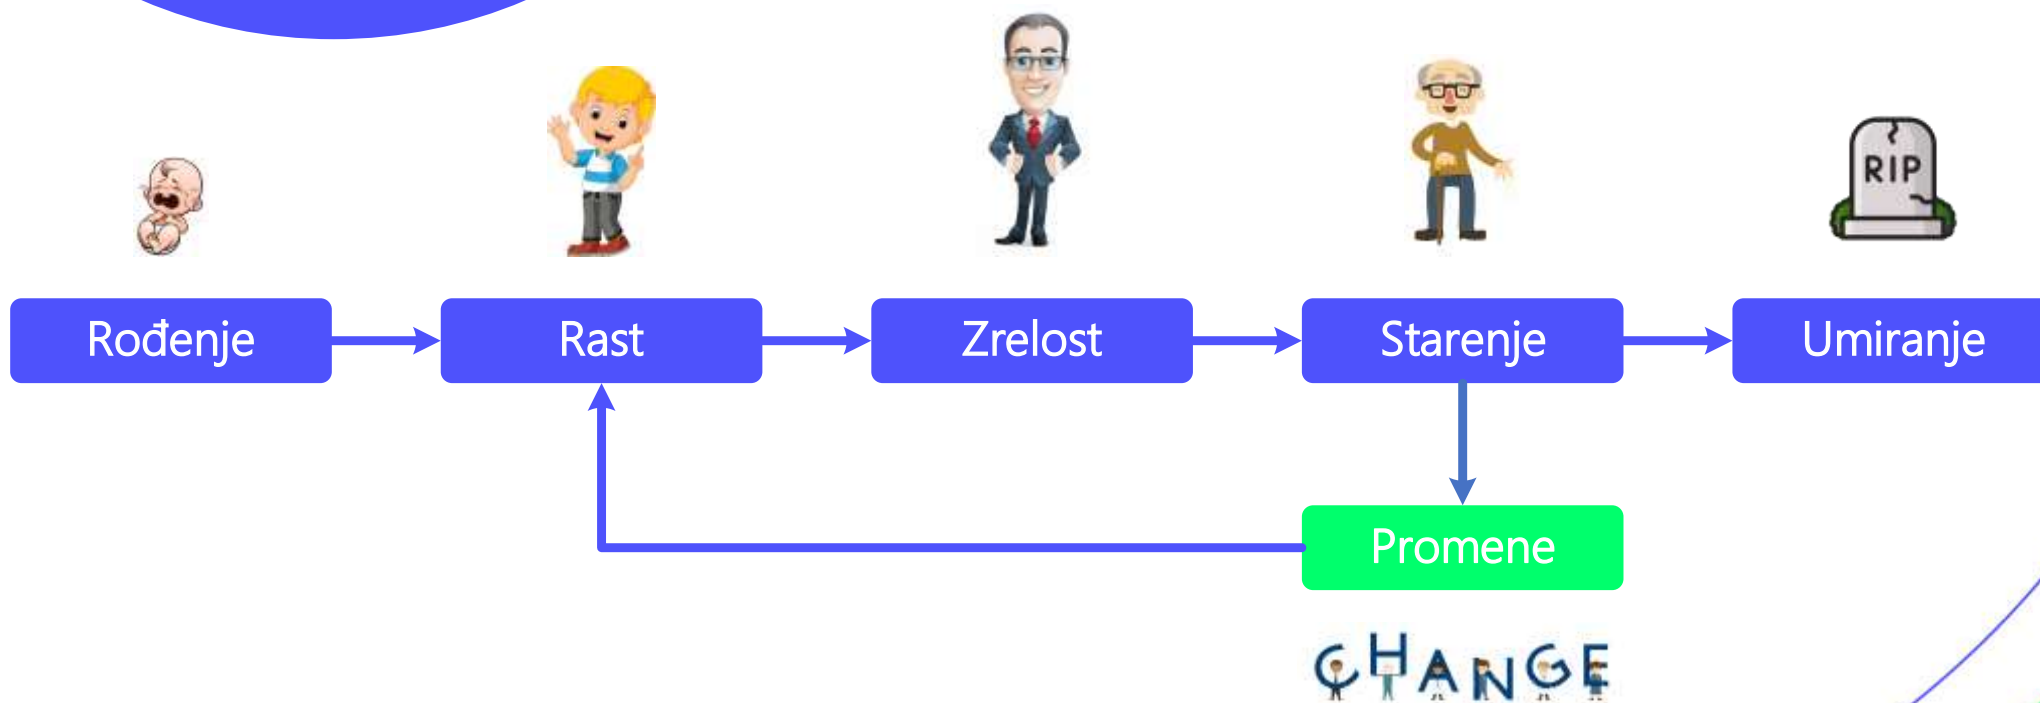 RIP
Rođenje
Rast
Zrelost
Starenje
Umiranje
Promene
CHANGE